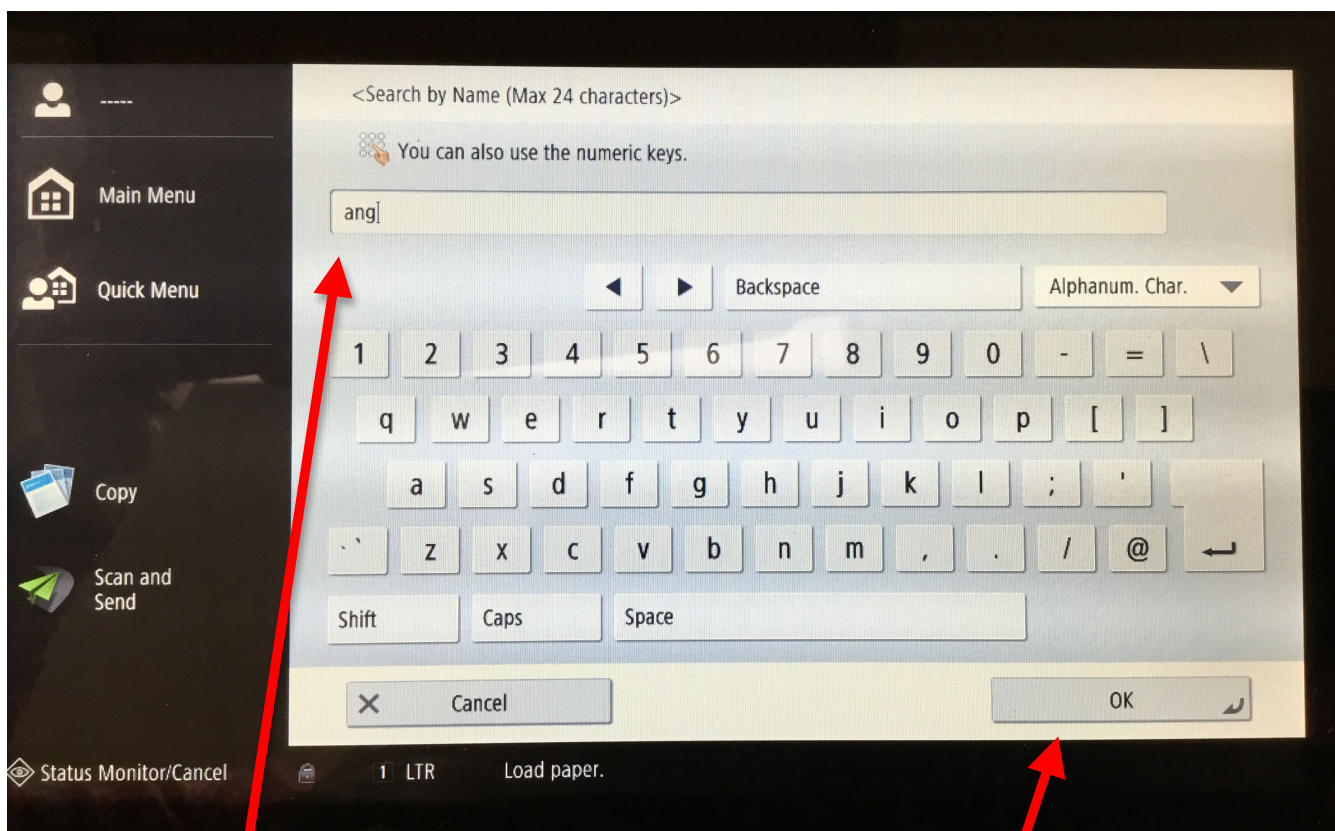 -----
Main Menu
Quick Menu
Copy
Scan and
Send
<Search by Name (Max 24 characters)>
You can also use the numeric keys.
ang
◀ ▶ Backspace Alphanum. Char. ▼
1 2 3 4 5 6 7 8 9 0 - = \
q w e r t y u i o p [ ]
a s d f g h j k l ; '
` z x c v b n m , . / @
Shift Caps Space
Cancel OK
Status Monitor/Cancel 1 LTR Load paper.